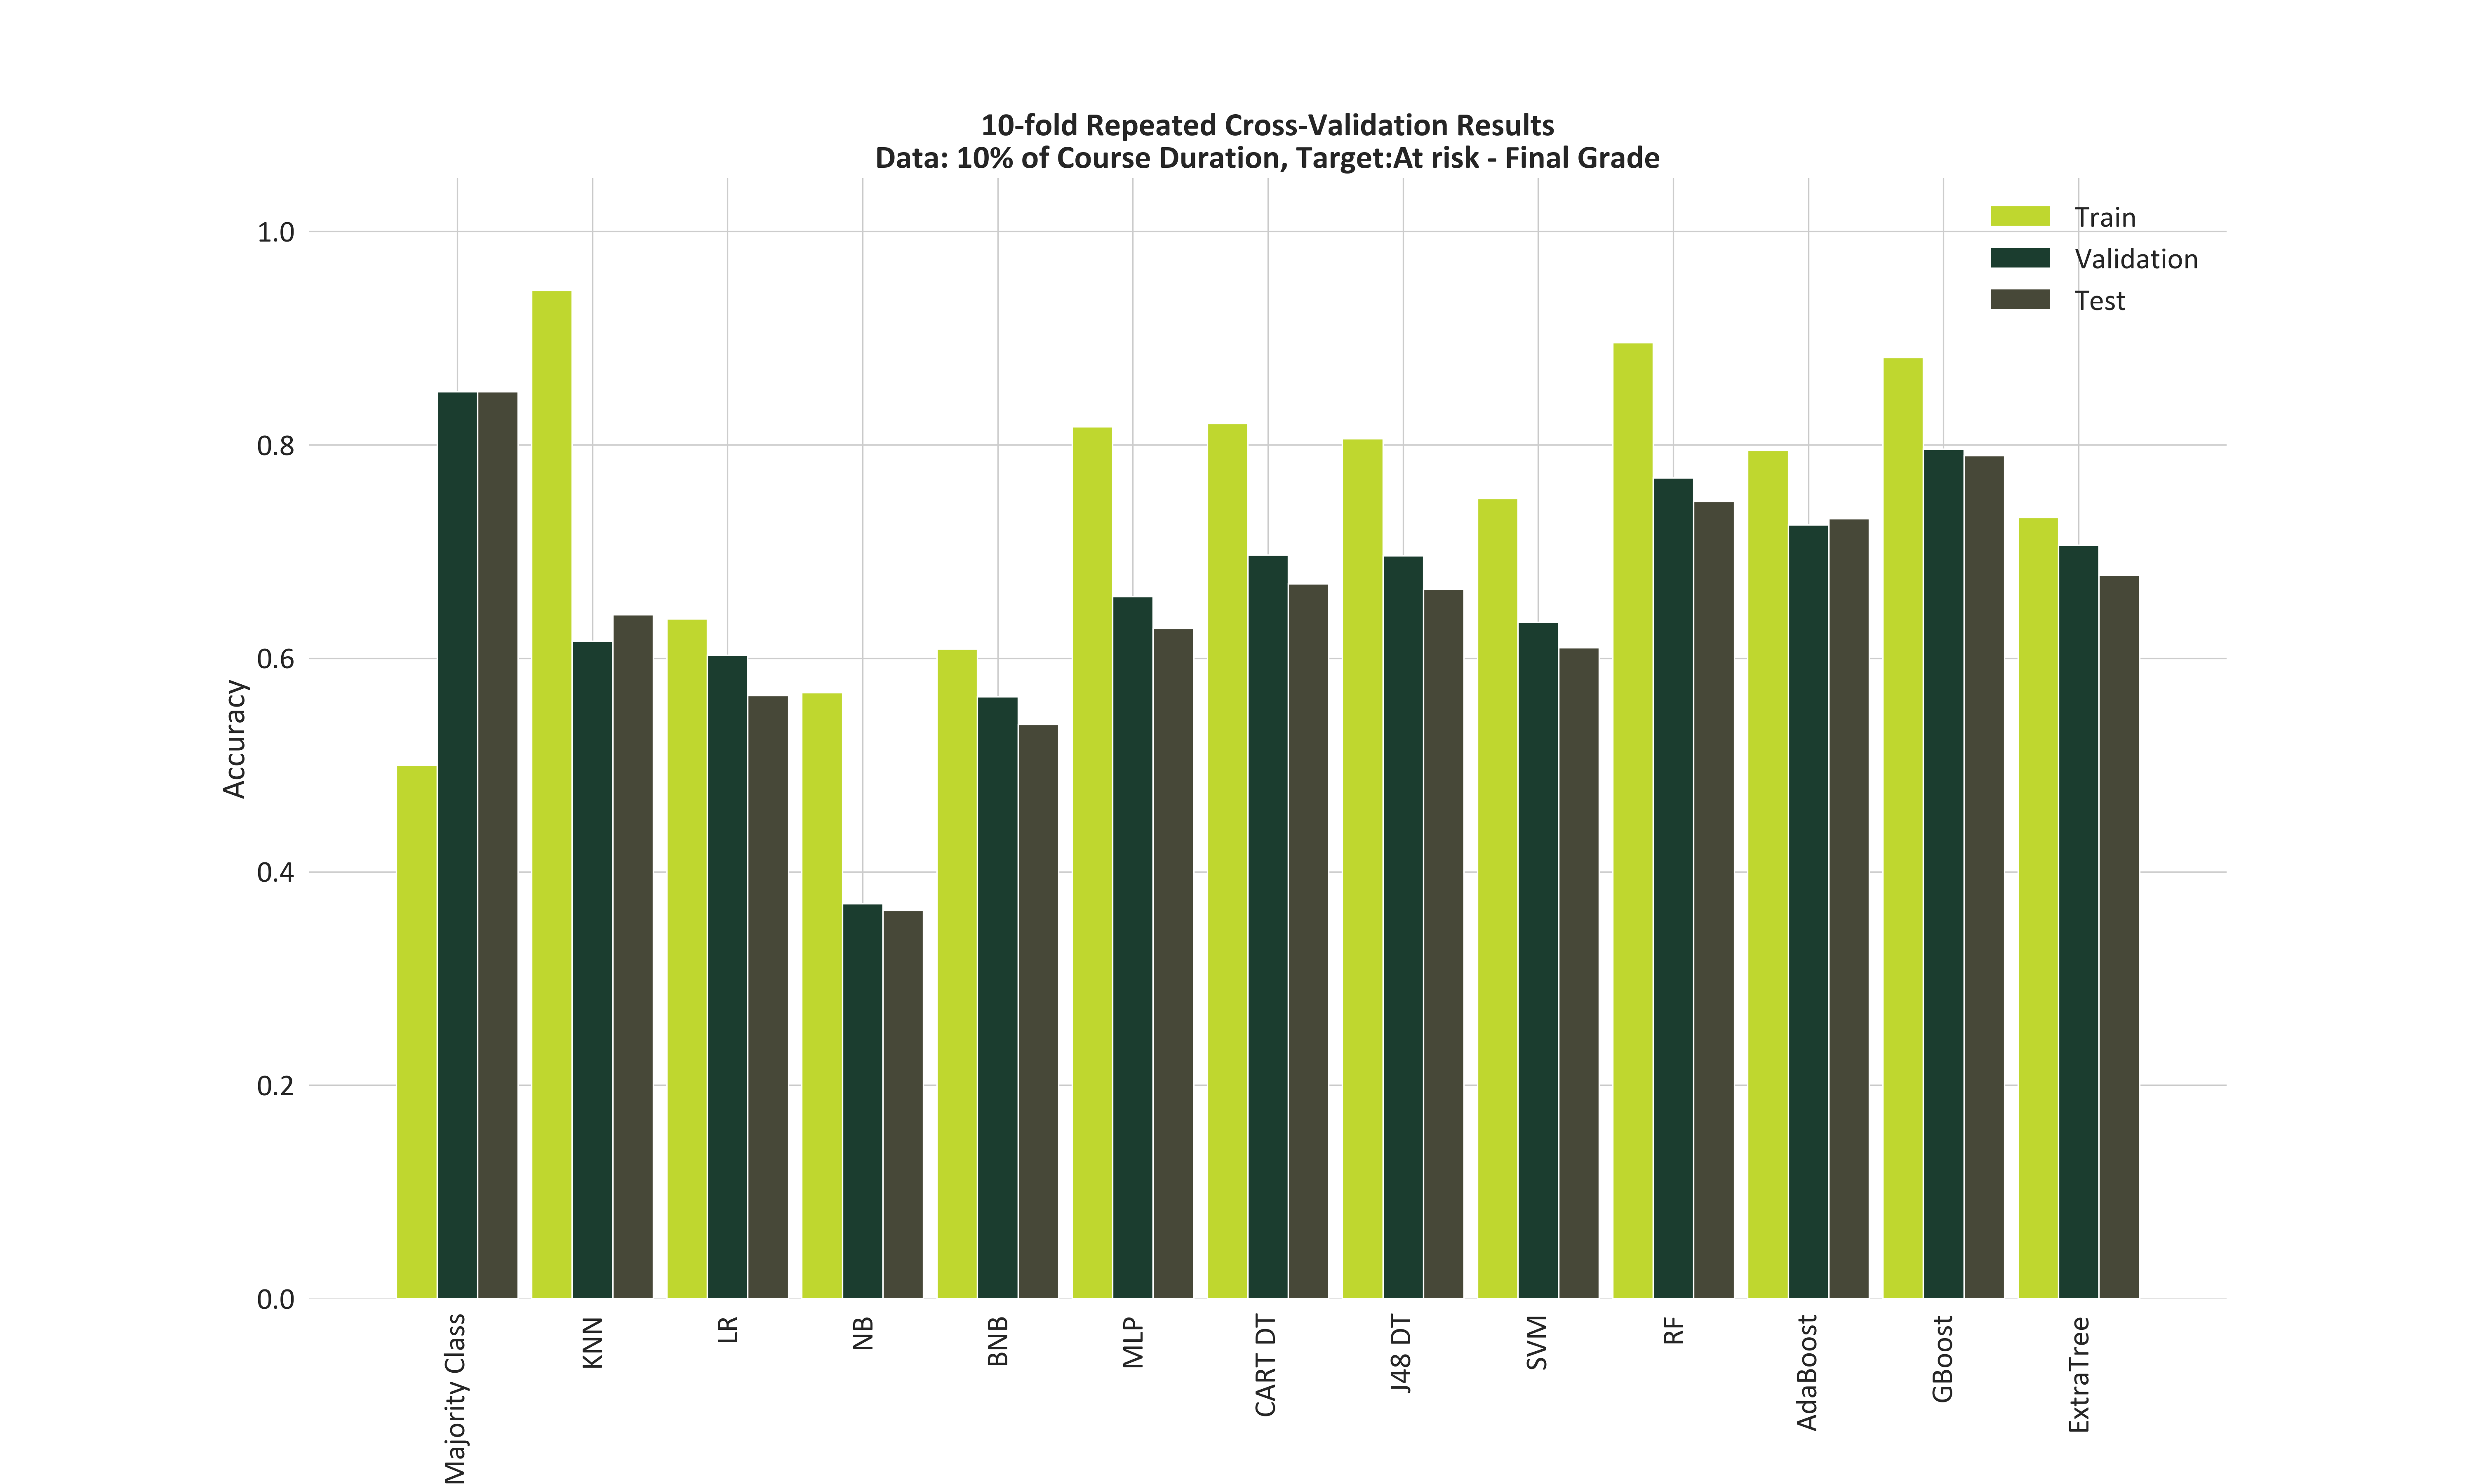 10-fold Repeated Cross-Validation Results
Data: 10% of Course Duration, Target:At risk - Final Grade
Train
Validation
Test
1.0
0.8
0.6
0.4
0.2
0.0
Accuracy
Majority Class
KNN
LR
NB
BNB
MLP
CART DT
J48 DT
SVM
RF
AdaBoost
GBoost
ExtraTree